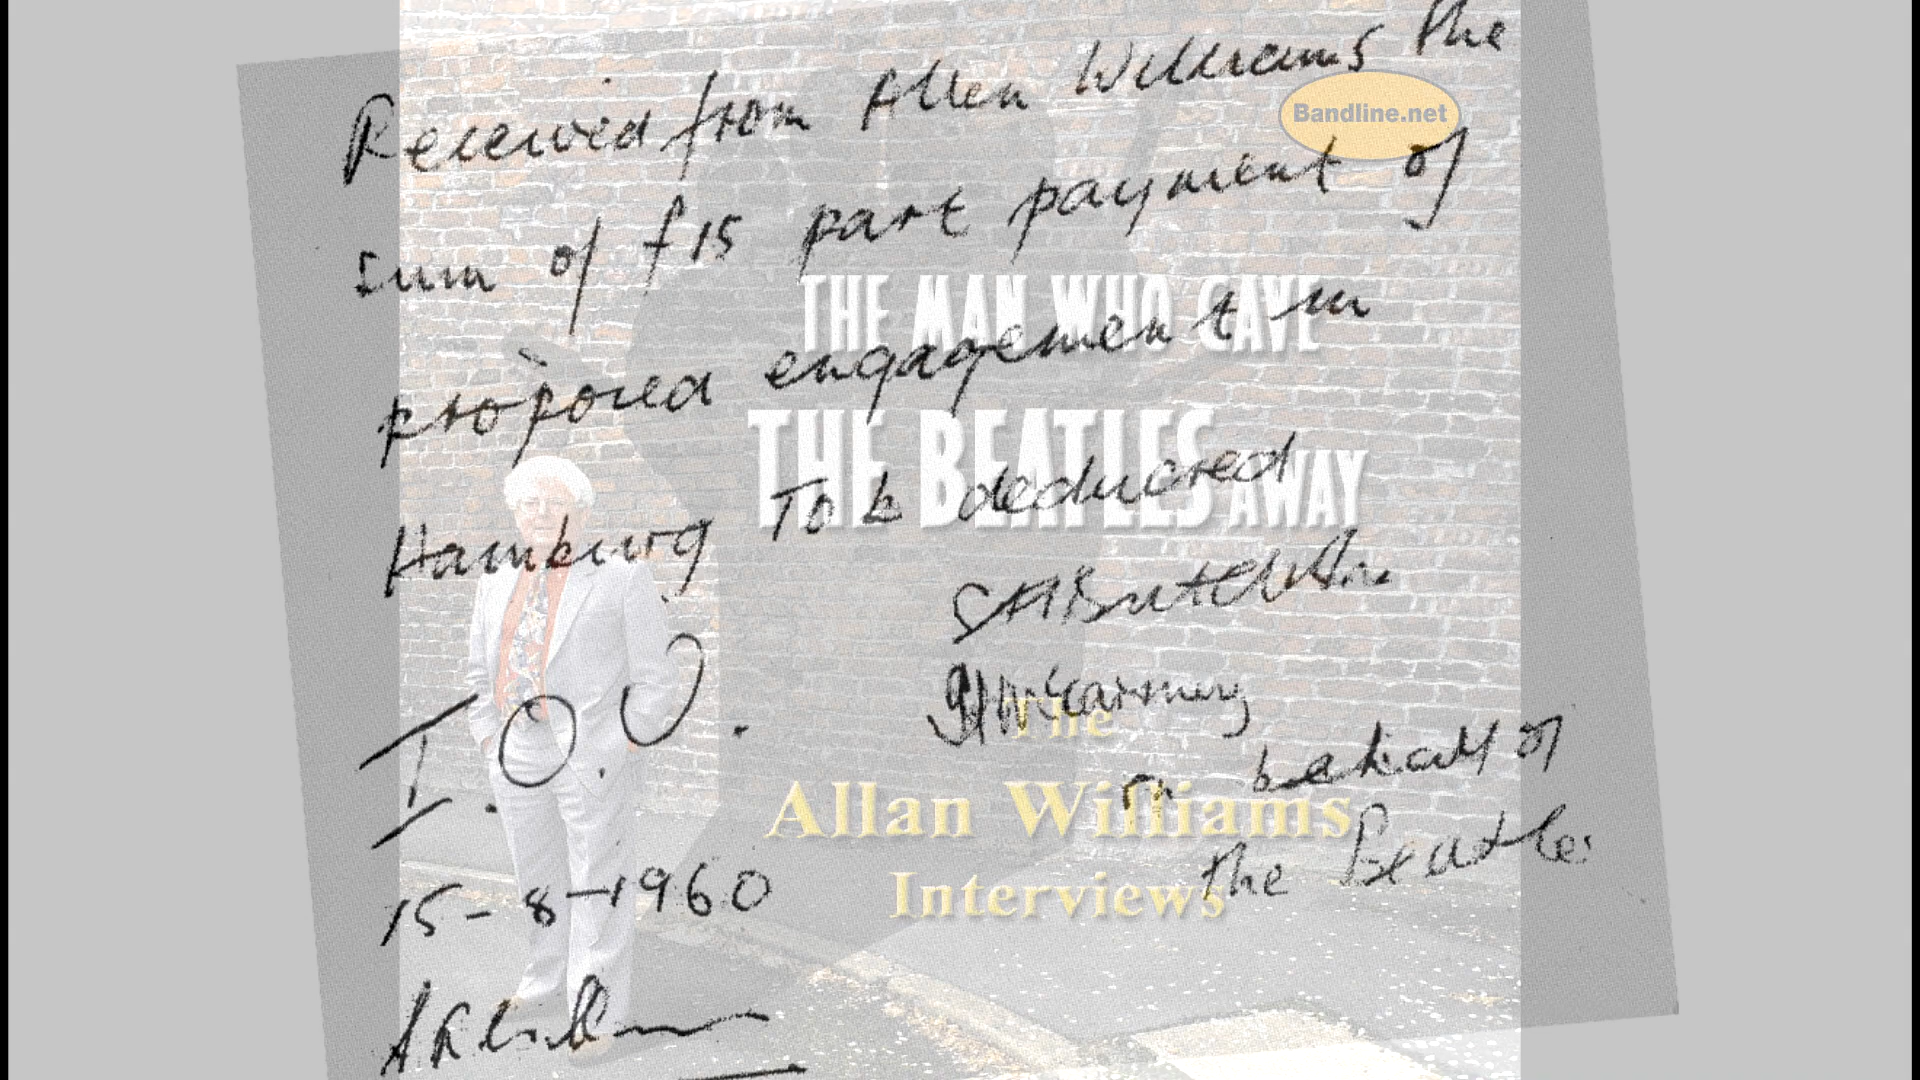 Received from Allen Williams the
Bandline.net
sum of £15 part payment of
THE MAN WHO GAVE
proposed engagement in
THE BEATLES AWAY
Hamburg To be deducted
I.O.U.
The
on behalf of
Allan Williams
the Beatles
Interviews
15-8-1960